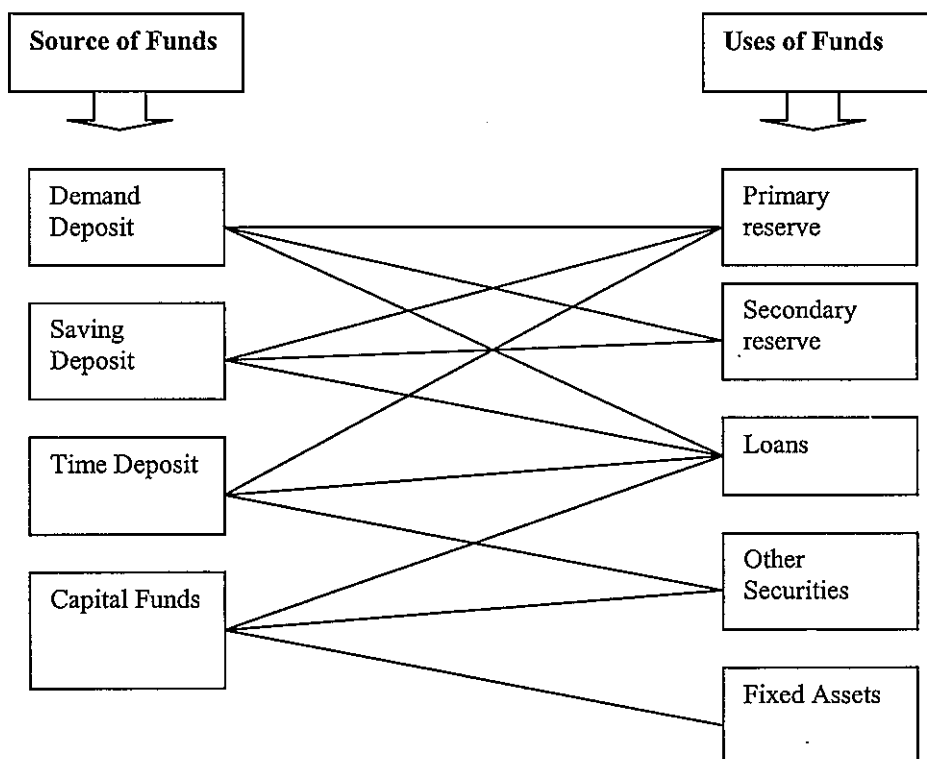 Source of Funds
Uses of Funds
Demand
Deposit
Primary
reserve
Saving
Deposit
Secondary
reserve
Time Deposit
Loans
Capital Funds
Other
Securities
Fixed Assets